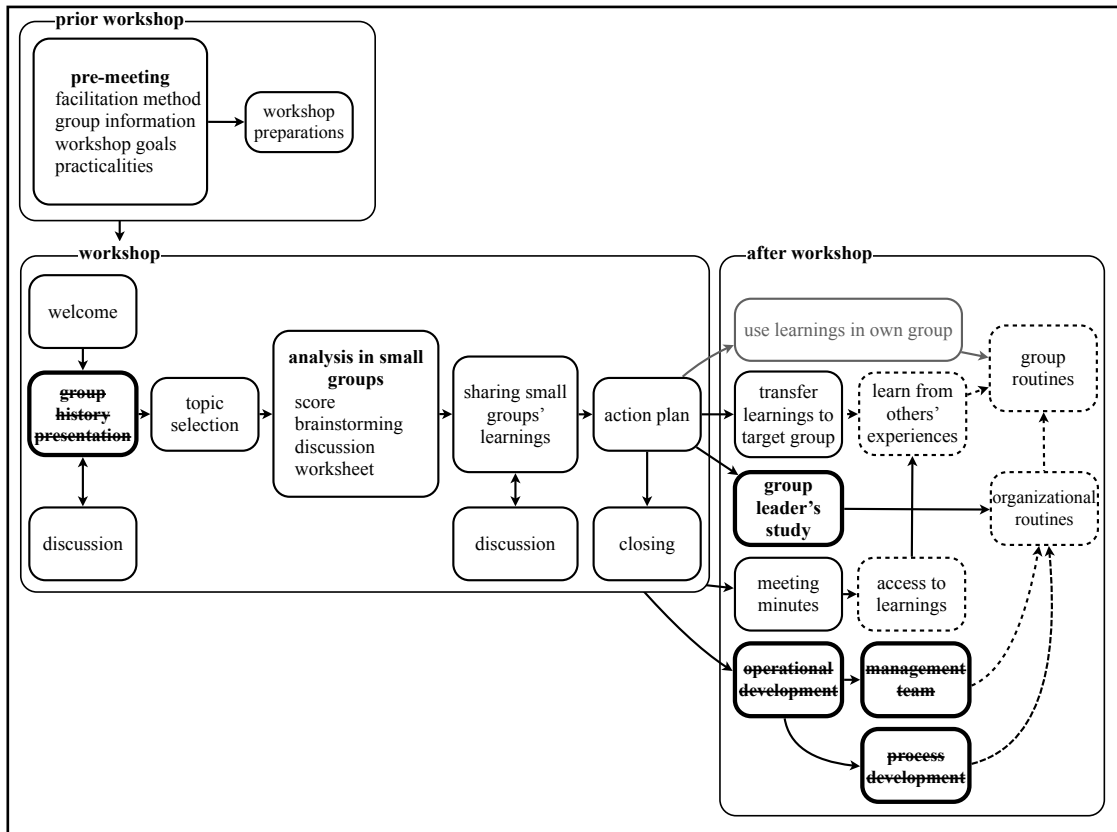 prior workshop
pre-meeting
facilitation method
group information
workshop goals
practicalities
workshop
preparations
workshop
welcome
group
history
presentation
discussion
topic
selection
analysis in small
groups
score
brainstorming
discussion
worksheet
sharing small
groups’
learnings
discussion
action plan
closing
after workshop
use learnings in own group
group
routines
transfer
learnings to
target group
learn from
others’
experiences
group
leader’s
study
organizational
routines
meeting
minutes
access to
learnings
operational
development
management
team
process
development